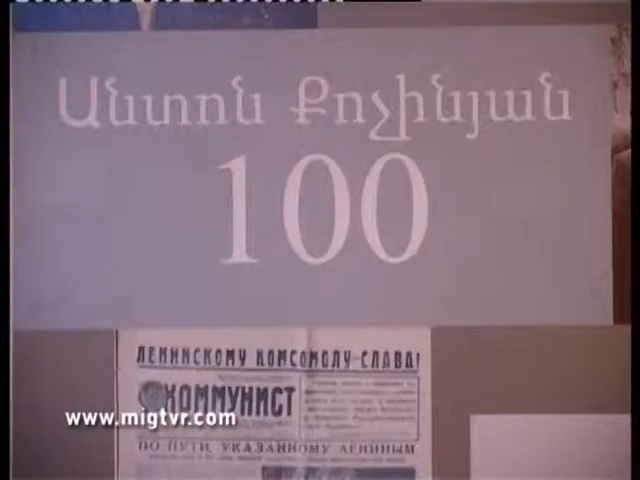 Անտոն Քոչինյան
100
ЛЕНИНСКОМУ КОМСОМОЛУ-СЛАВА!
КОММУНИСТ
www.migtvr.com
ПО ПУТИ, УКАЗАННОМУ ЛЕНИНЫМ